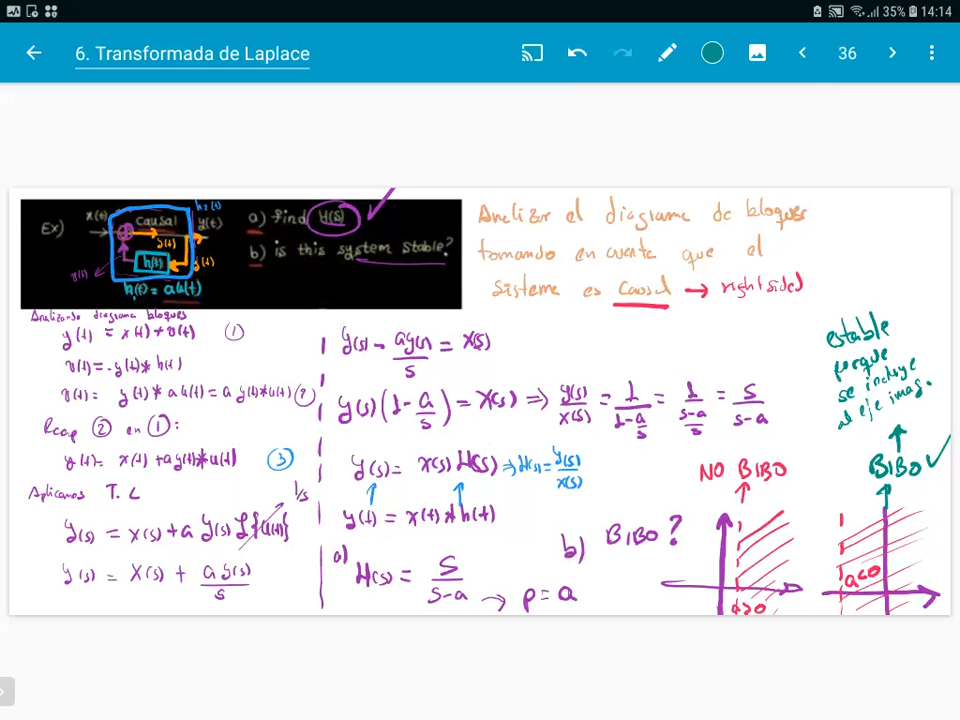 35% 14:14
6. Transformada de Laplace
36
Ex)
x(t)
Causal
h2(t)
y(t)
y(t)
y(t)
v(t)
h(t)
h(t) = au(t)
a) find H(s)
b) is this system stable?
Analizar el diagrama de bloques
tomando en cuenta que el
sistema es causal → right sided
Analizando diagrama bloques
y(t) = x(t) + v(t) ①
v(t) = y(t) * h(t)
v(t) = y(t) * a u(t) = a y(t) * u(t) ②
Reemp ② en ①:
y(t) = x(t) + a y(t) * u(t) ③
Aplicamos T. L
1/s
Y(s) = X(s) + a Y(s) L{u(t)}
Y(s) = X(s) + aY(s)/s
Y(s) - aY(s)/s = X(s)
Y(s)(1 - a/s) = X(s) ⇒ Y(s)/X(s) = 1/(1-a/s) = 1/((s-a)/s) = s/(s-a)
Y(s) = X(s) H(s) ⇒ H(s) = Y(s)/X(s)
y(t) = x(t) * h(t)
a) H(s) = s/(s-a) → p = a
b) BIBO?
NO BIBO
a>0
estable
porque
se incluye
al eje imag.
BIBO ✓
a<0